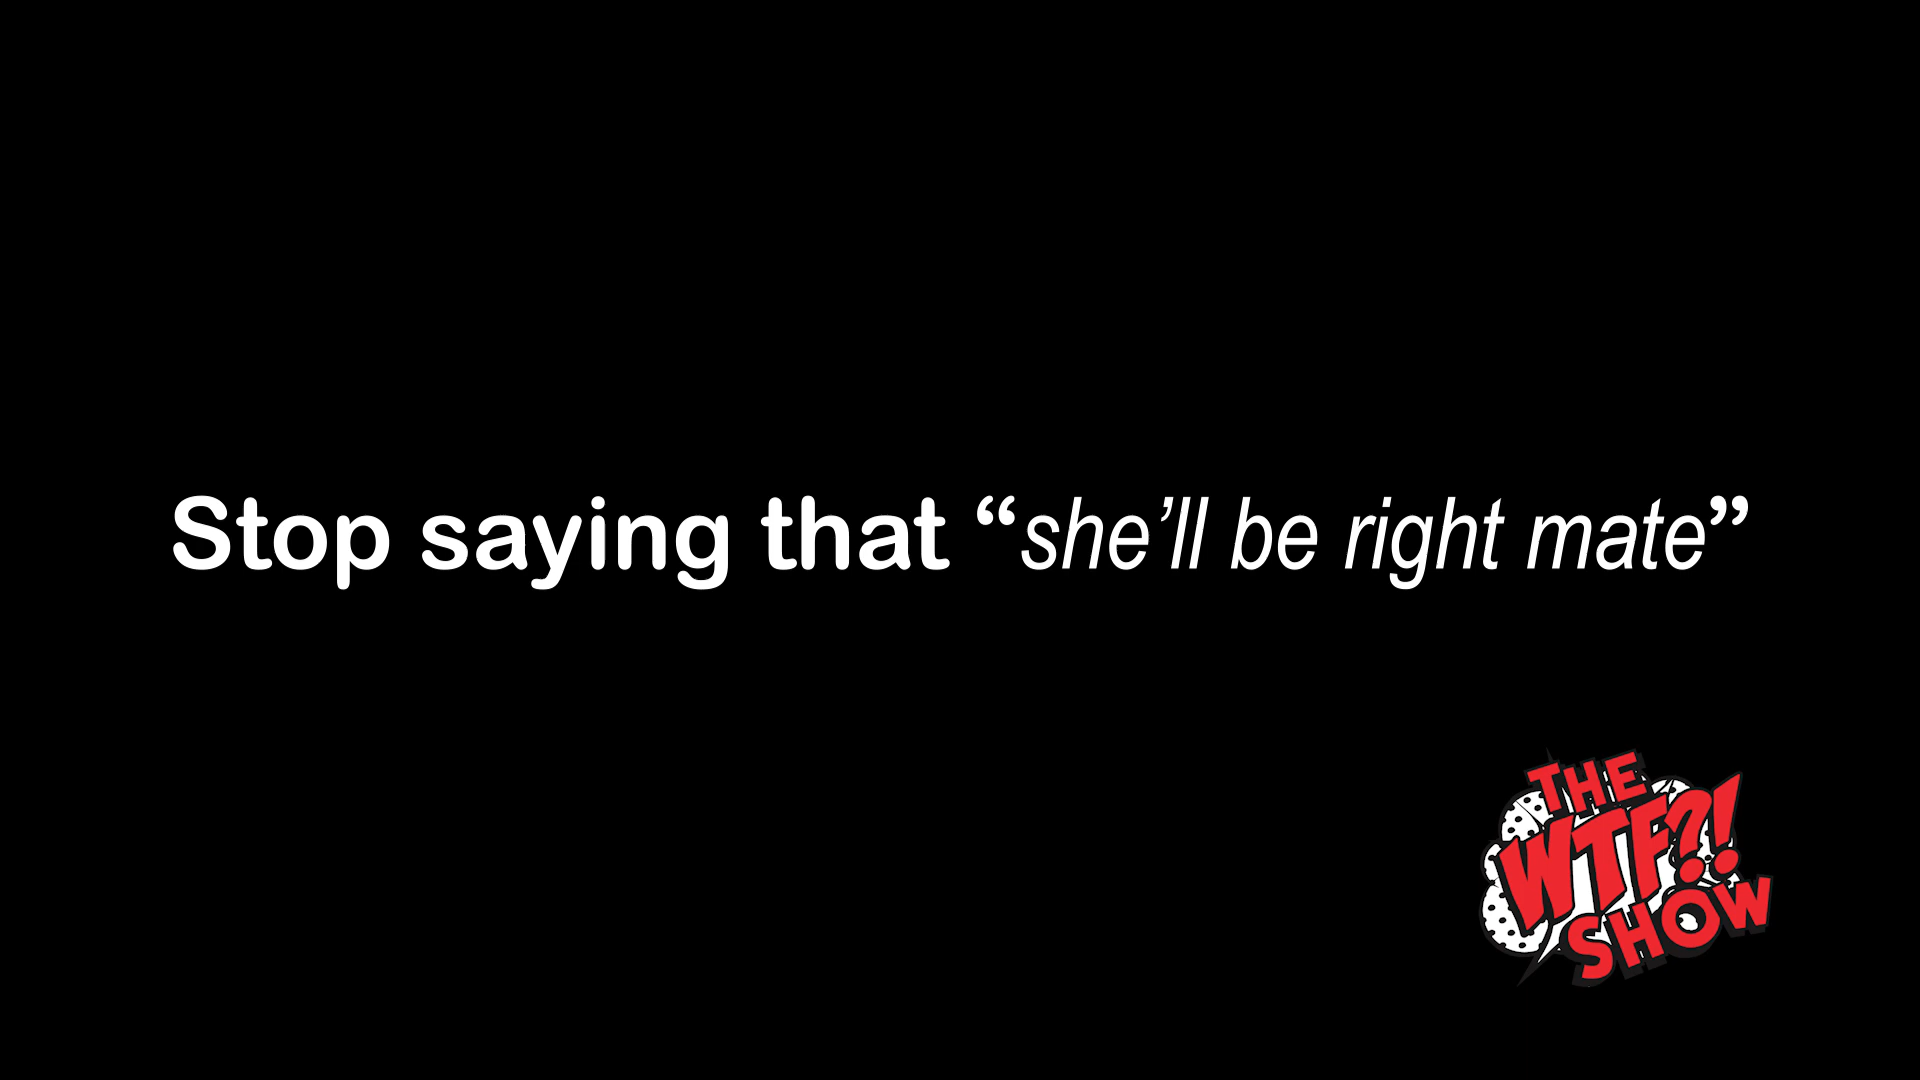 Stop saying that “she’ll be right mate”
THE
WTF?!
SHOW